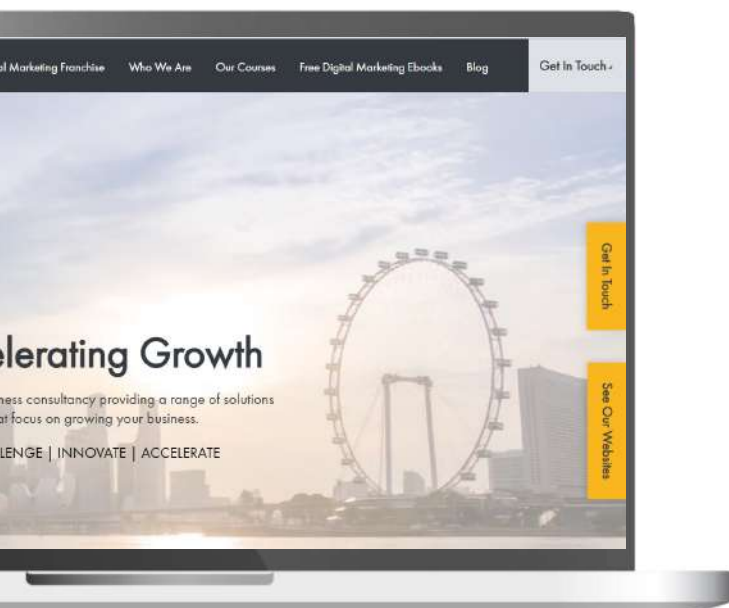 al Marketing Franchise Who We Are Our Courses Free Digital Marketing Ebooks Blog Get In Touch
Get In Touch
elerating Growth
ness consultancy providing a range of solutions
at focus on growing your business.
See Our Websites
LENGE | INNOVATE | ACCELERATE